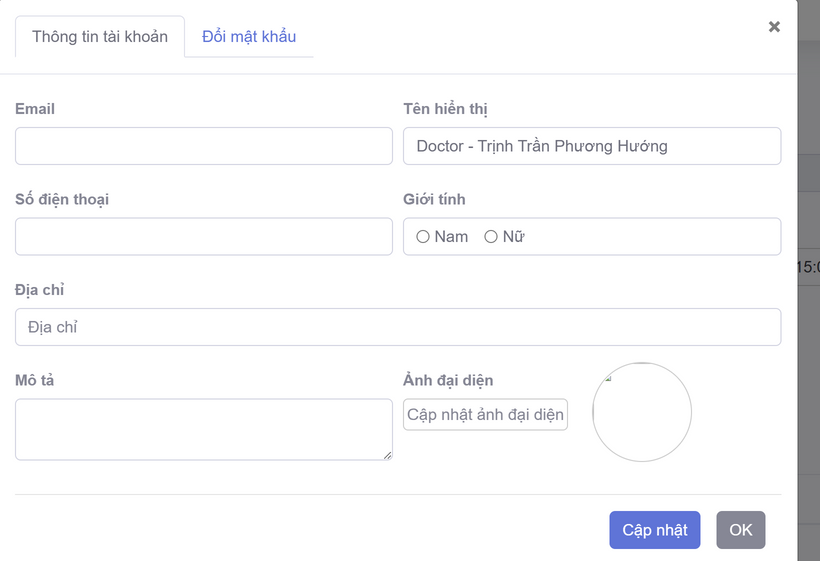 Thông tin tài khoản Đổi mật khẩu ×
Email Tên hiển thị
Doctor - Trịnh Trần Phương Hướng
Số điện thoại Giới tính
Nam Nữ
15:0
Địa chỉ
Địa chỉ
Mô tả Ảnh đại diện
Cập nhật ảnh đại diện
Cập nhật OK